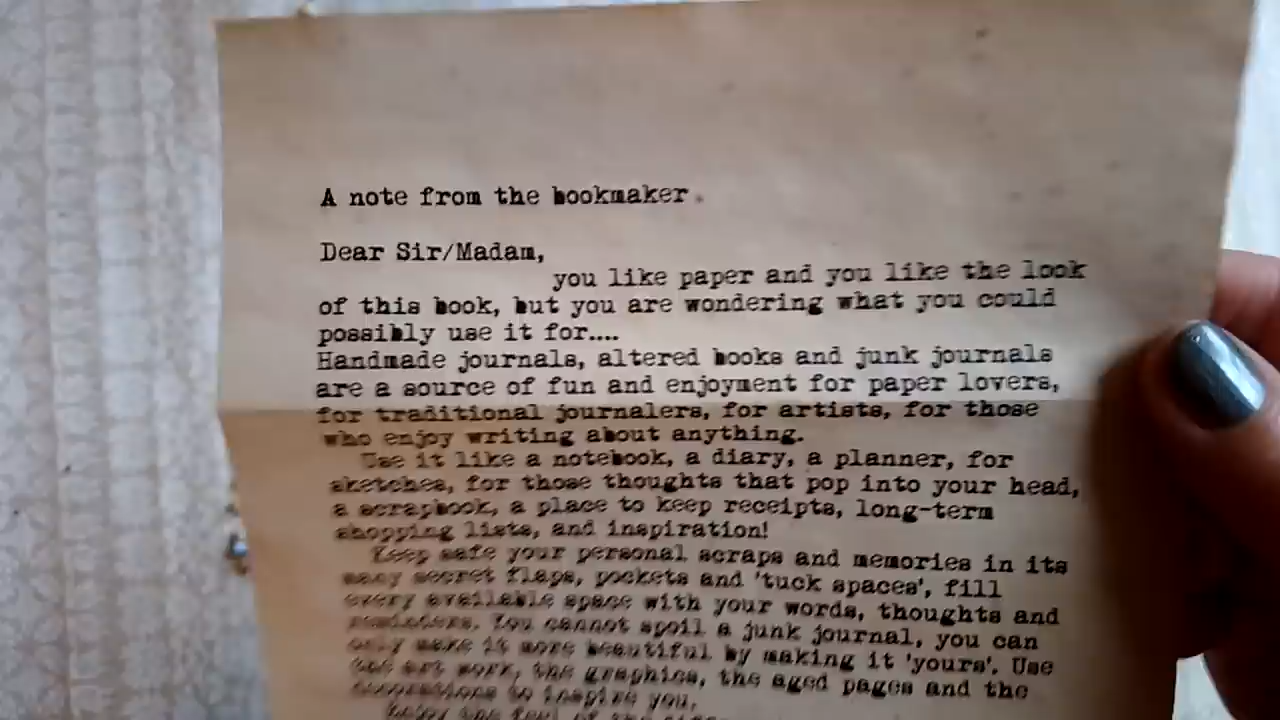 A note from the bookmaker.
Dear Sir/Madam,
you like paper and you like the look
of this book, but you are wondering what you could
possibly use it for....
Handmade journals, altered books and junk journals
are a source of fun and enjoyment for paper lovers,
for traditional journalers, for artists, for those
who enjoy writing about anything.
Use it like a notebook, a diary, a planner, for
sketches, for those thoughts that pop into your head,
a scrapbook, a place to keep receipts, long-term
shopping lists, and inspiration!
Keep safe your personal scraps and memories in its
many secret flaps, pockets and 'tuck spaces', fill
every available space with your words, thoughts and
reminders. You cannot spoil a junk journal, you can
only make it more beautiful by making it 'yours'. Use
the art work, the graphics, the aged pages and the
decorations to inspire you.
the feel of the